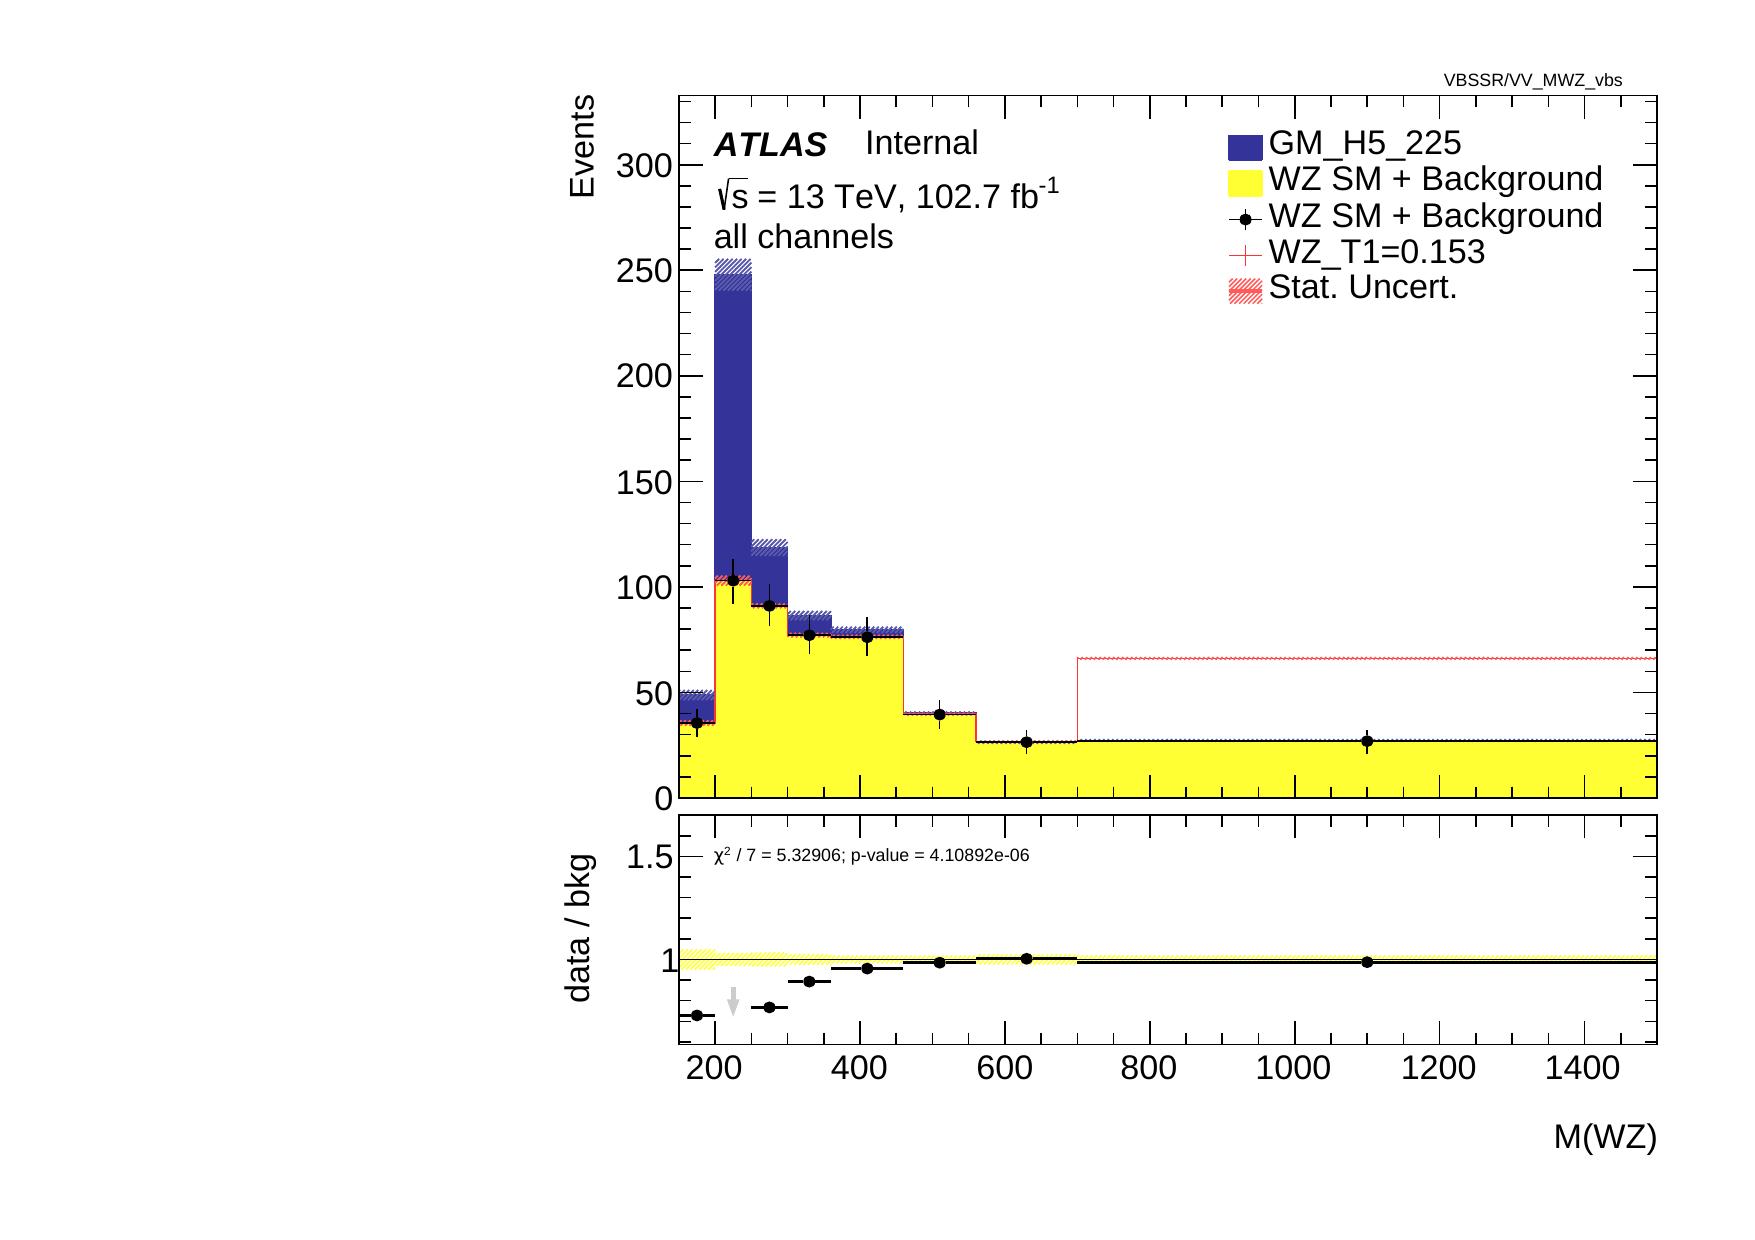 VBSSR/VV_MWZ_vbs
Events
ATLAS Internal
√s = 13 TeV, 102.7 fb⁻¹
all channels
GM_H5_225
WZ SM + Background
WZ SM + Background
WZ_T1=0.153
Stat. Uncert.
300
250
200
150
100
50
0
data / bkg
χ² / 7 = 5.32906; p-value = 4.10892e-06
1.5
1
200 400 600 800 1000 1200 1400
M(WZ)